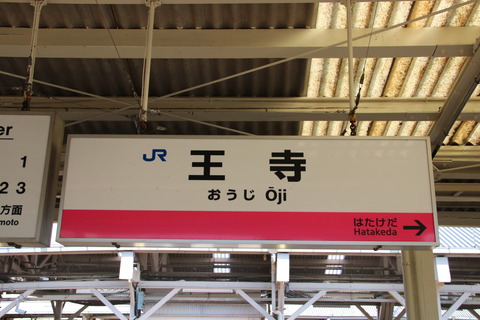 er
1
2 3
方面
moto
JR 王寺
おうじ Ōji
はたけだ
Hatakeda →